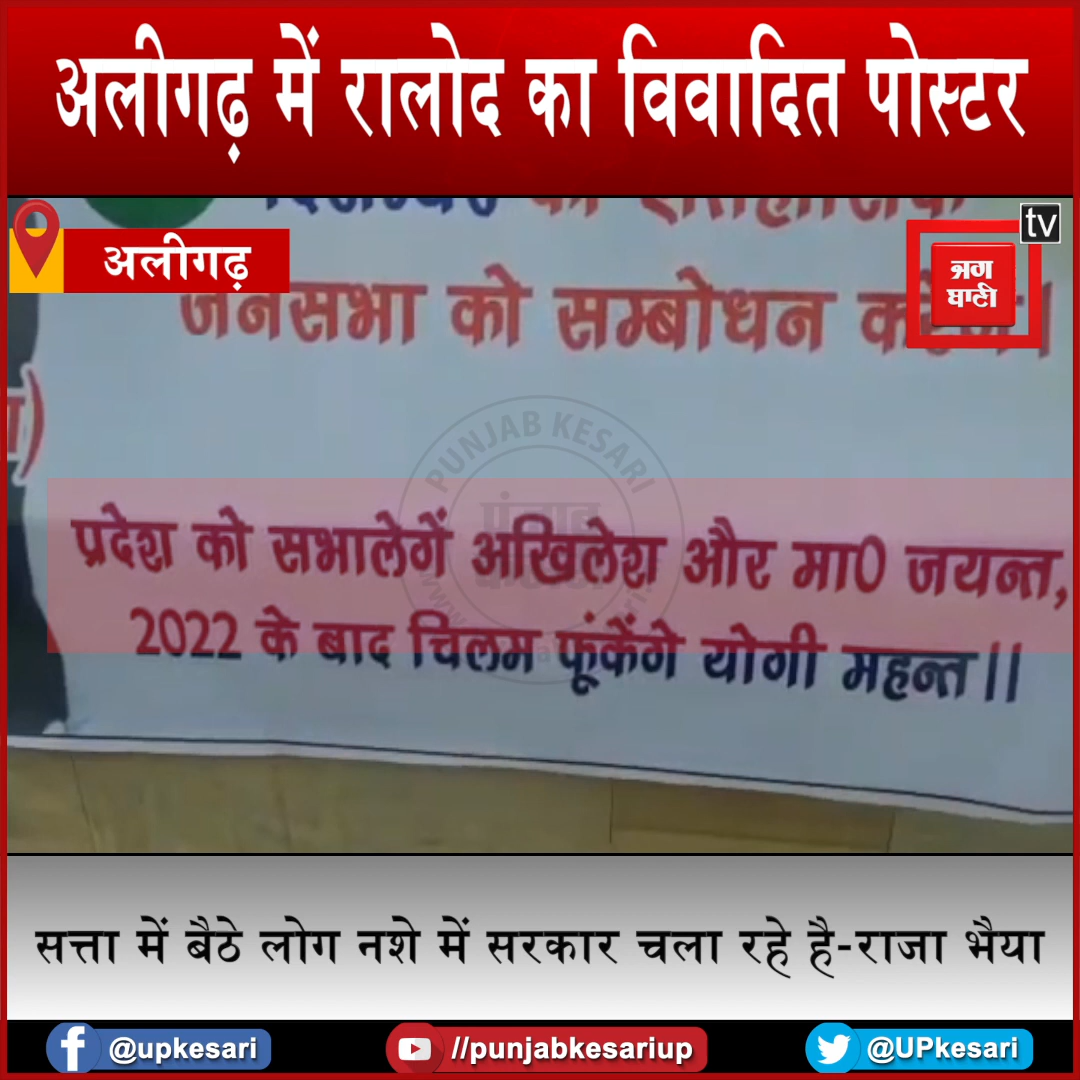 अलीगढ़ में रालोद का विवादित पोस्टर
tv
अलीगढ़
जनसभा को सम्बोधन
PUNJAB KESARI
प्रदेश को सभालेगें अखिलेश और मा0 जयन्त,
2022 के बाद चिलम फूंकेंगे योगी महन्त।।
सत्ता में बैठे लोग नशे में सरकार चला रहे है-राजा भैया
@upkesari
//punjabkesariup
@UPkesari